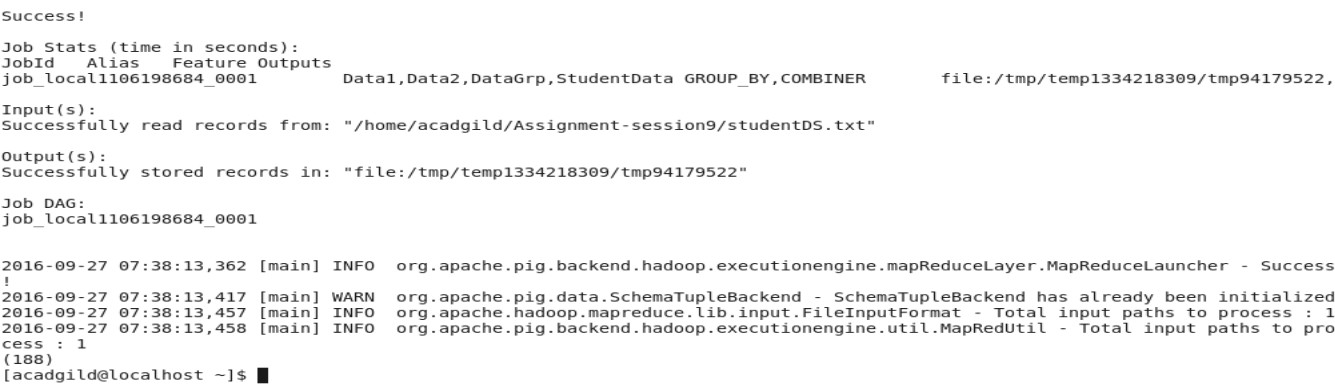 Success!
Job Stats (time in seconds):
JobId   Alias   Feature Outputs
job_local1106198684_0001        Data1,Data2,DataGrp,StudentData GROUP_BY,COMBINER       file:/tmp/temp1334218309/tmp94179522,
Input(s):
Successfully read records from: "/home/acadgild/Assignment-session9/studentDS.txt"
Output(s):
Successfully stored records in: "file:/tmp/temp1334218309/tmp94179522"
Job DAG:
job_local1106198684_0001
2016-09-27 07:38:13,362 [main] INFO  org.apache.pig.backend.hadoop.executionengine.mapReduceLayer.MapReduceLauncher - Success
!
2016-09-27 07:38:13,417 [main] WARN  org.apache.pig.data.SchemaTupleBackend - SchemaTupleBackend has already been initialized
2016-09-27 07:38:13,457 [main] INFO  org.apache.hadoop.mapreduce.lib.input.FileInputFormat - Total input paths to process : 1
2016-09-27 07:38:13,458 [main] INFO  org.apache.pig.backend.hadoop.executionengine.util.MapRedUtil - Total input paths to pro
cess : 1
(188)
[acadgild@localhost ~]$